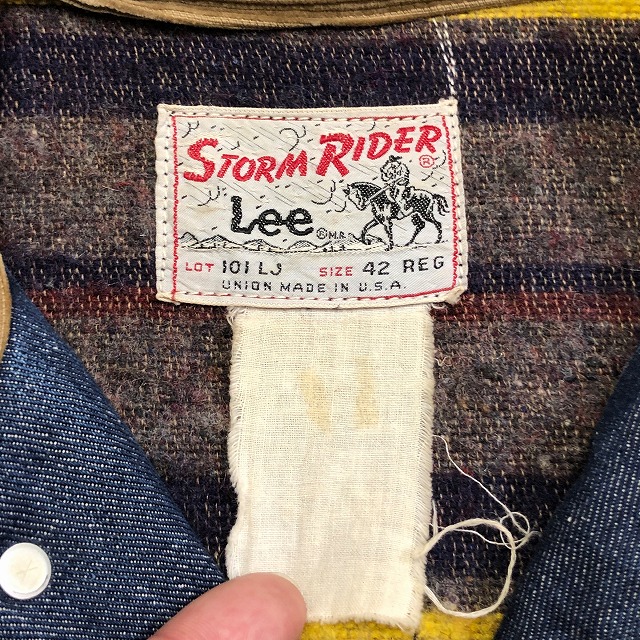 STORM RIDER ®
Lee © M.R.
LOT 101 LJ SIZE 42 REG
UNION MADE IN U.S.A.